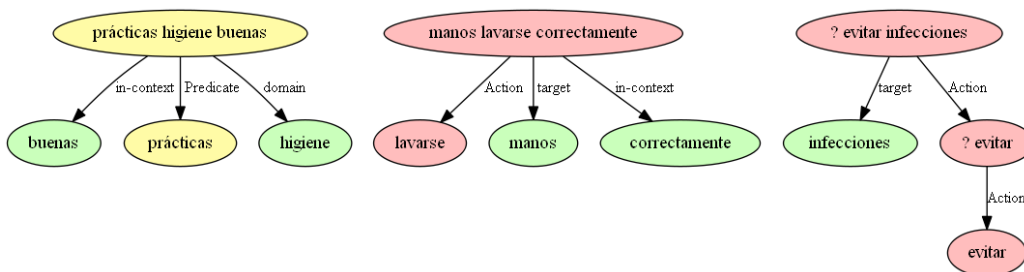 prácticas higiene buenas
manos lavarse correctamente
? evitar infecciones
in-context
Predicate
domain
Action
target
in-context
target
Action
buenas
prácticas
higiene
lavarse
manos
correctamente
infecciones
? evitar
Action
evitar